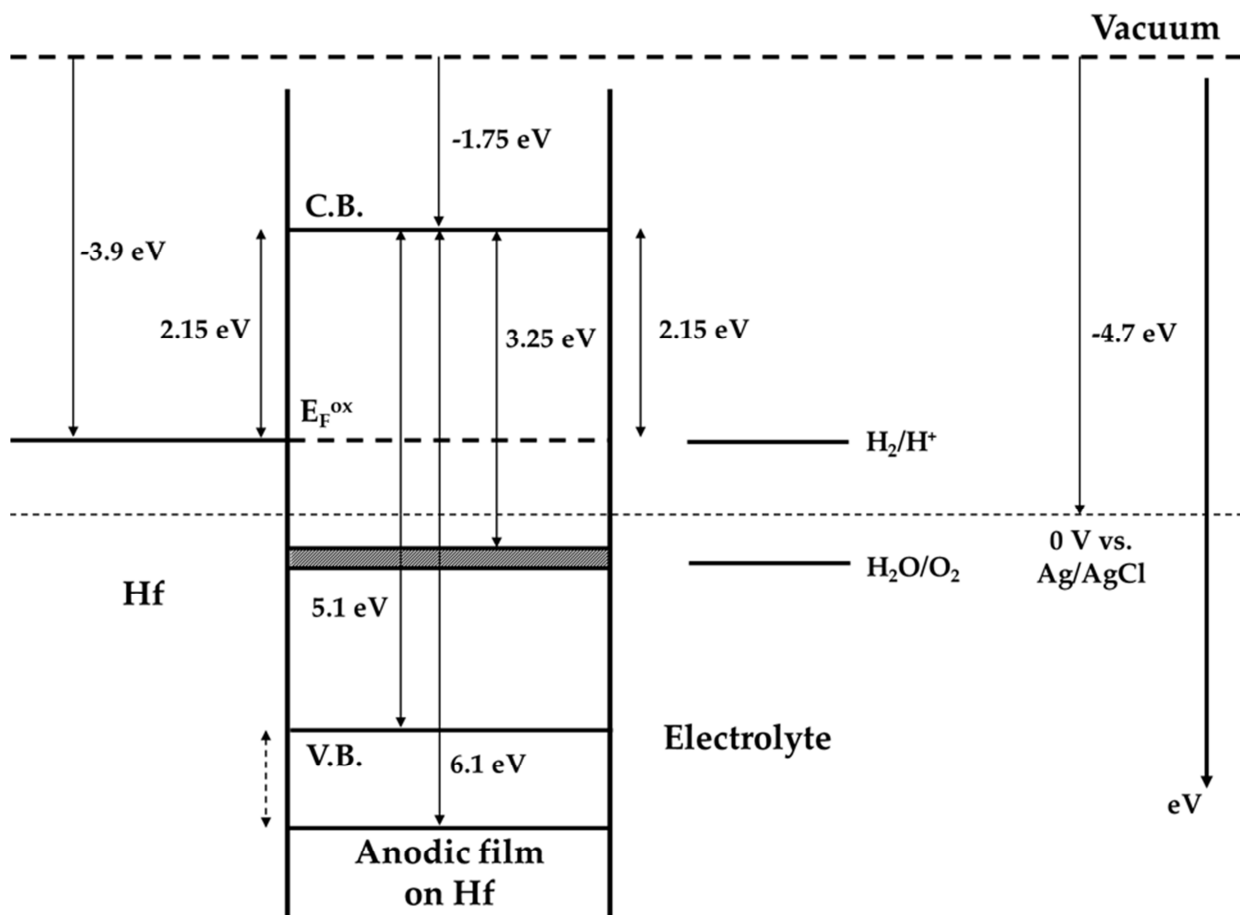 Vacuum
-1.75 eV
C.B.
-3.9 eV
2.15 eV
3.25 eV
2.15 eV
-4.7 eV
E_F^ox
H₂/H⁺
0 V vs.
Ag/AgCl
H₂O/O₂
Hf
5.1 eV
Electrolyte
V.B.
6.1 eV
eV
Anodic film
on Hf